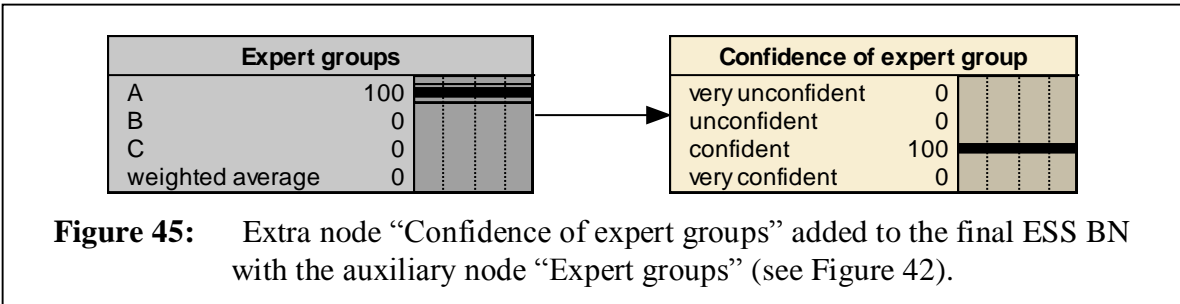 Expert groups
A 100
B 0
C 0
weighted average 0
Confidence of expert group
very unconfident 0
unconfident 0
confident 100
very confident 0
Figure 45: Extra node “Confidence of expert groups” added to the final ESS BN
with the auxiliary node “Expert groups” (see Figure 42).